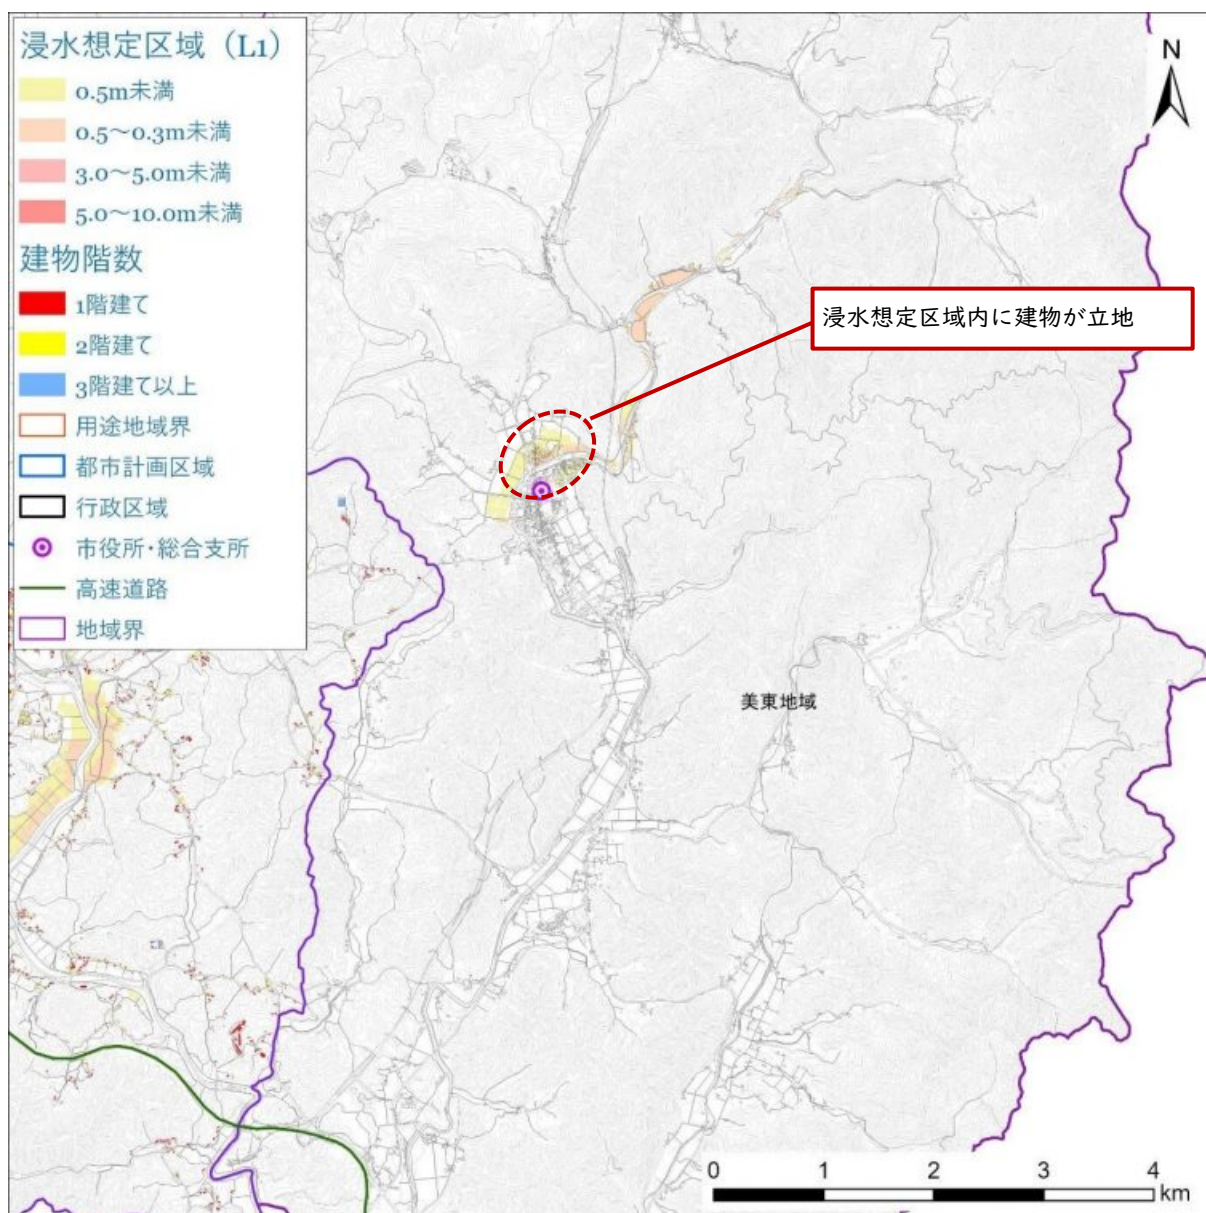 浸水想定区域（L1）
0.5m未満
0.5～0.3m未満
3.0～5.0m未満
5.0～10.0m未満
建物階数
1階建て
2階建て
3階建て以上
用途地域界
都市計画区域
行政区域
市役所・総合支所
高速道路
地域界
N
浸水想定区域内に建物が立地
美東地域
0 1 2 3 4
km